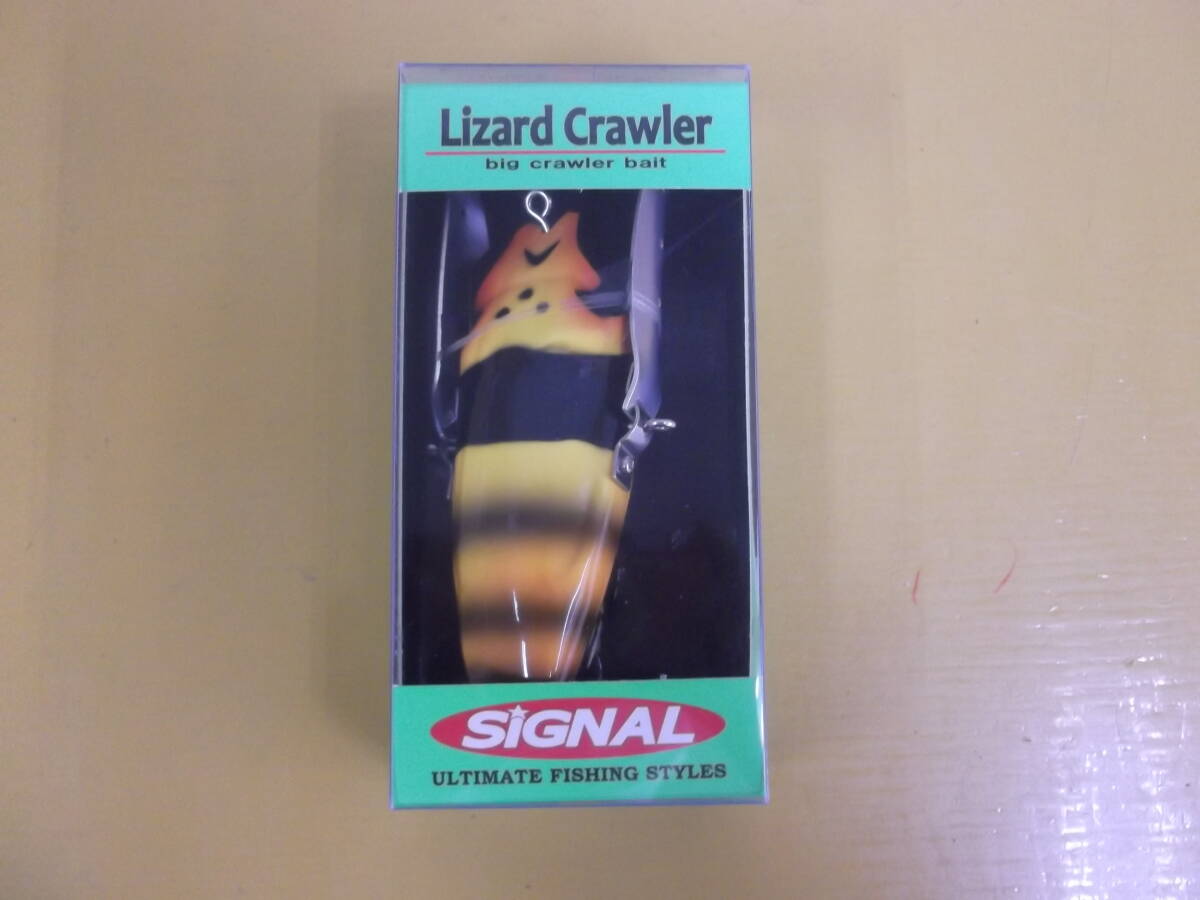 Lizard Crawler
big crawler bait
SiGNAL
ULTIMATE FISHING STYLES